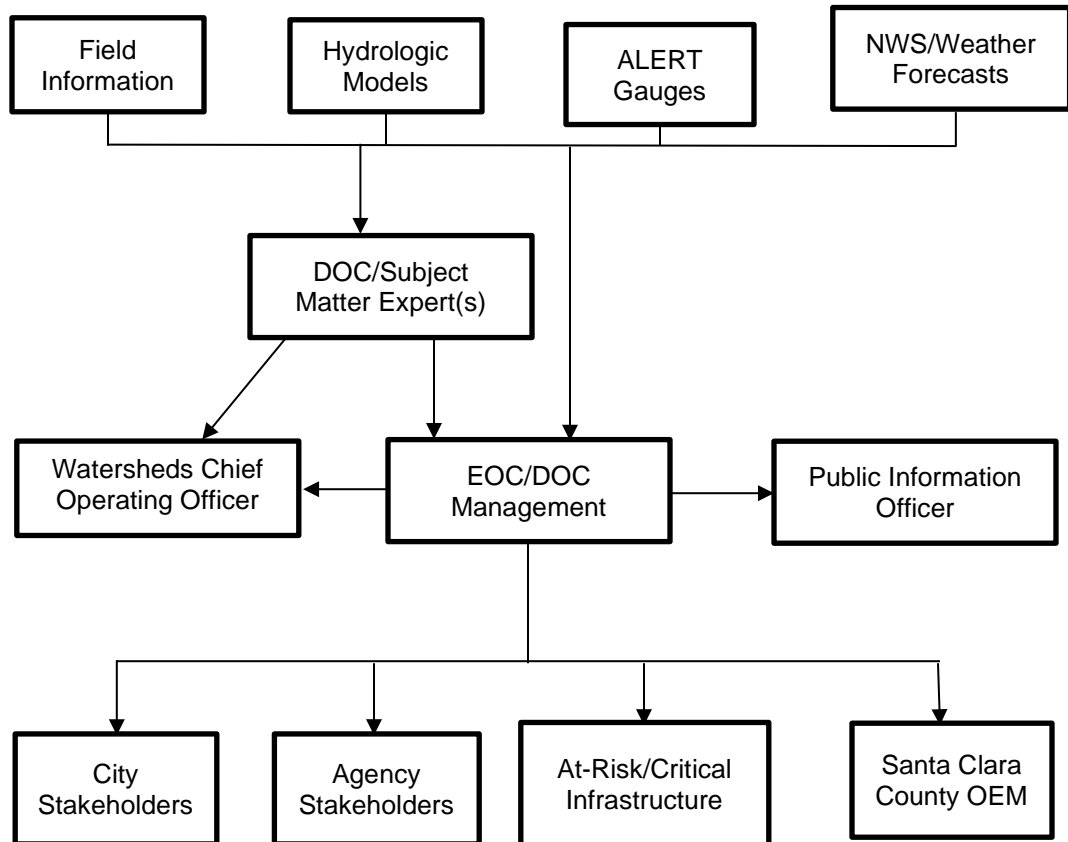 Field
Information
Hydrologic
Models
ALERT
Gauges
NWS/Weather
Forecasts
DOC/Subject
Matter Expert(s)
Watersheds Chief
Operating Officer
EOC/DOC
Management
Public Information
Officer
City
Stakeholders
Agency
Stakeholders
At-Risk/Critical
Infrastructure
Santa Clara
County OEM